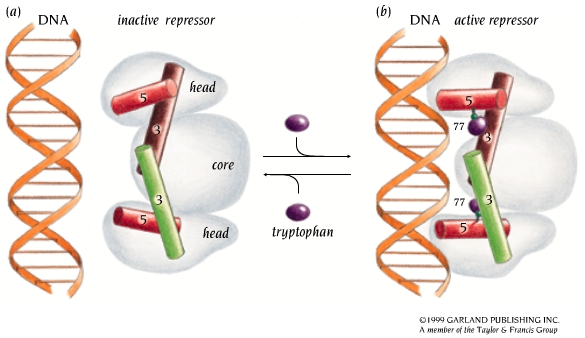 (a)
DNA
inactive repressor
head
5
3
core
3
5
head
tryptophan
(b)
DNA
active repressor
5
77
3
77
3
5
©1999 GARLAND PUBLISHING INC.
A member of the Taylor & Francis Group